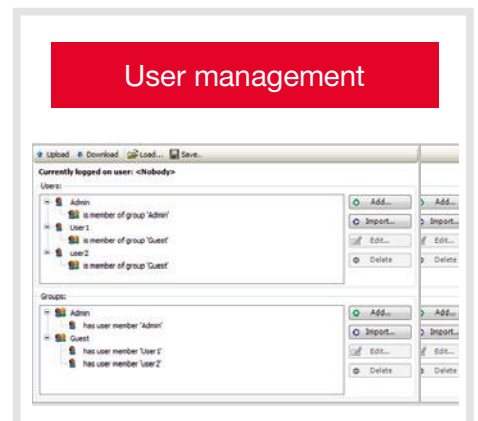 User management
Upload Download Load... Save..
Currently logged on user: <Nobody>
Users:
Admin
is member of group 'Admin'
User1
is member of group 'Guest'
user2
is member of group 'Guest'
Add...
Import...
Edit...
Delete
Add...
Import...
Edit...
Delete
Groups:
Admin
has user member 'Admin'
Guest
has user member 'User1'
has user member 'user2'
Add...
Import...
Edit...
Delete
Add...
Import...
Edit...
Delete